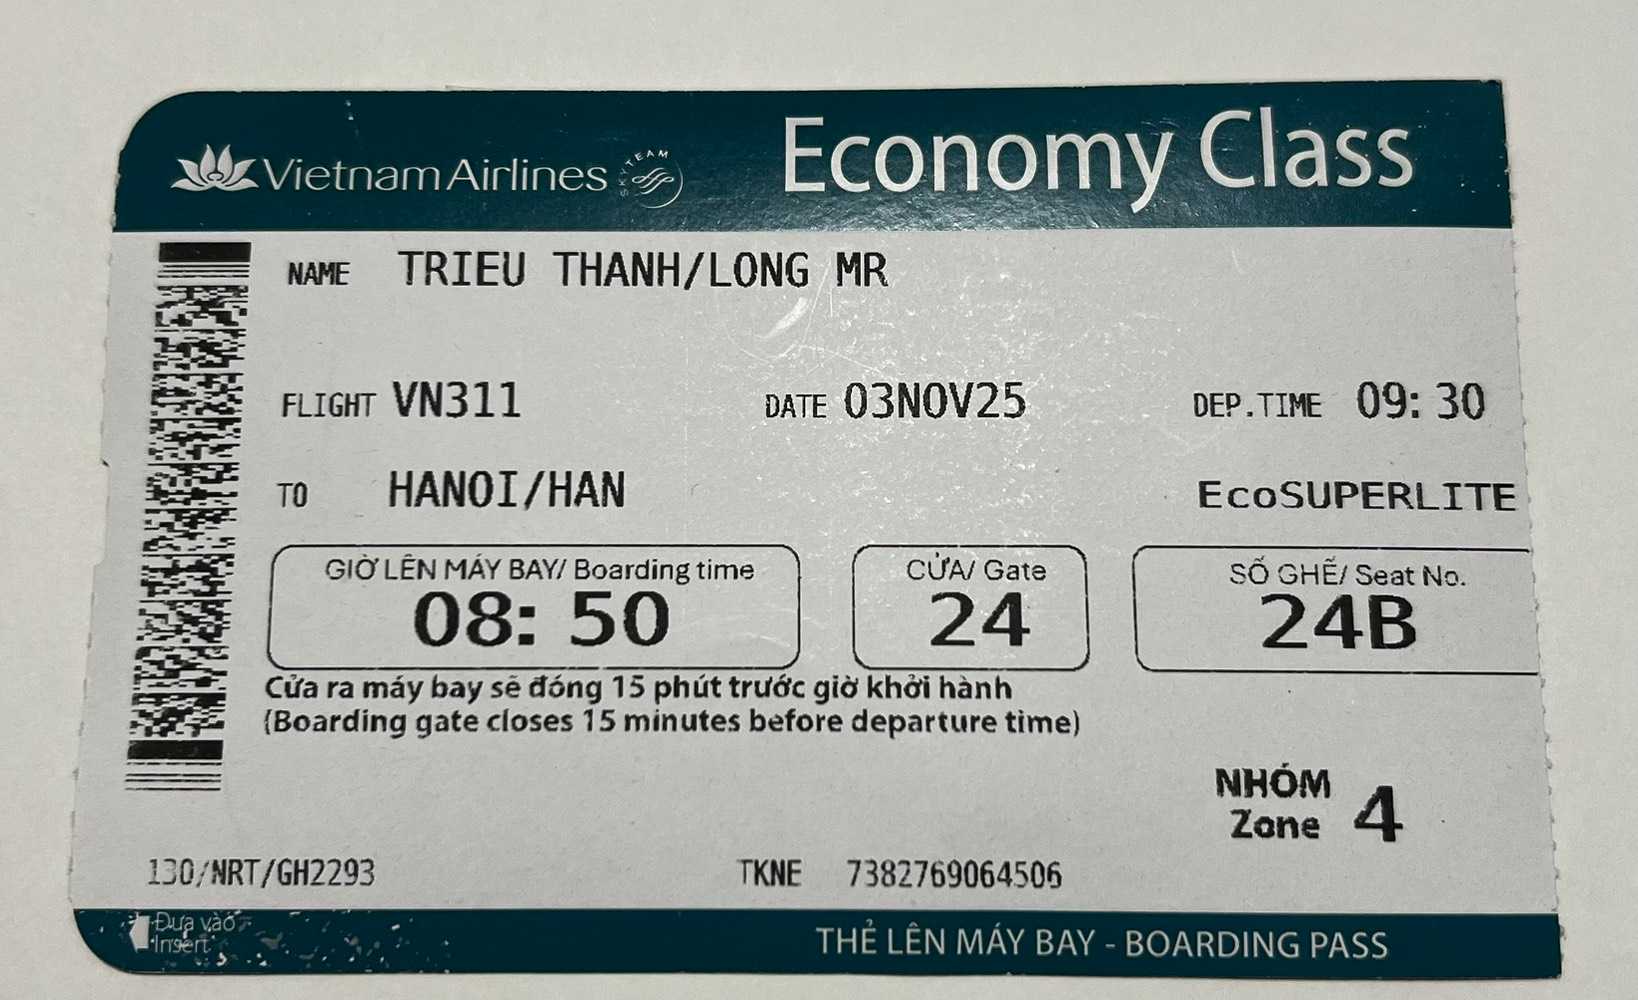 Vietnam Airlines SKYTEAM Economy Class
NAME TRIEU THANH/LONG MR
FLIGHT VN311 DATE 03NOV25 DEP.TIME 09: 30
TO HANOI/HAN EcoSUPERLITE
GIỜ LÊN MÁY BAY/ Boarding time CỬA/ Gate SỐ GHẾ/ Seat No.
08: 50 24 24B
Cửa ra máy bay sẽ đóng 15 phút trước giờ khởi hành
(Boarding gate closes 15 minutes before departure time)
NHÓM
Zone 4
130/NRT/GH2293 TKNE 7382769064506
Đưa vào
Insert
THẺ LÊN MÁY BAY - BOARDING PASS